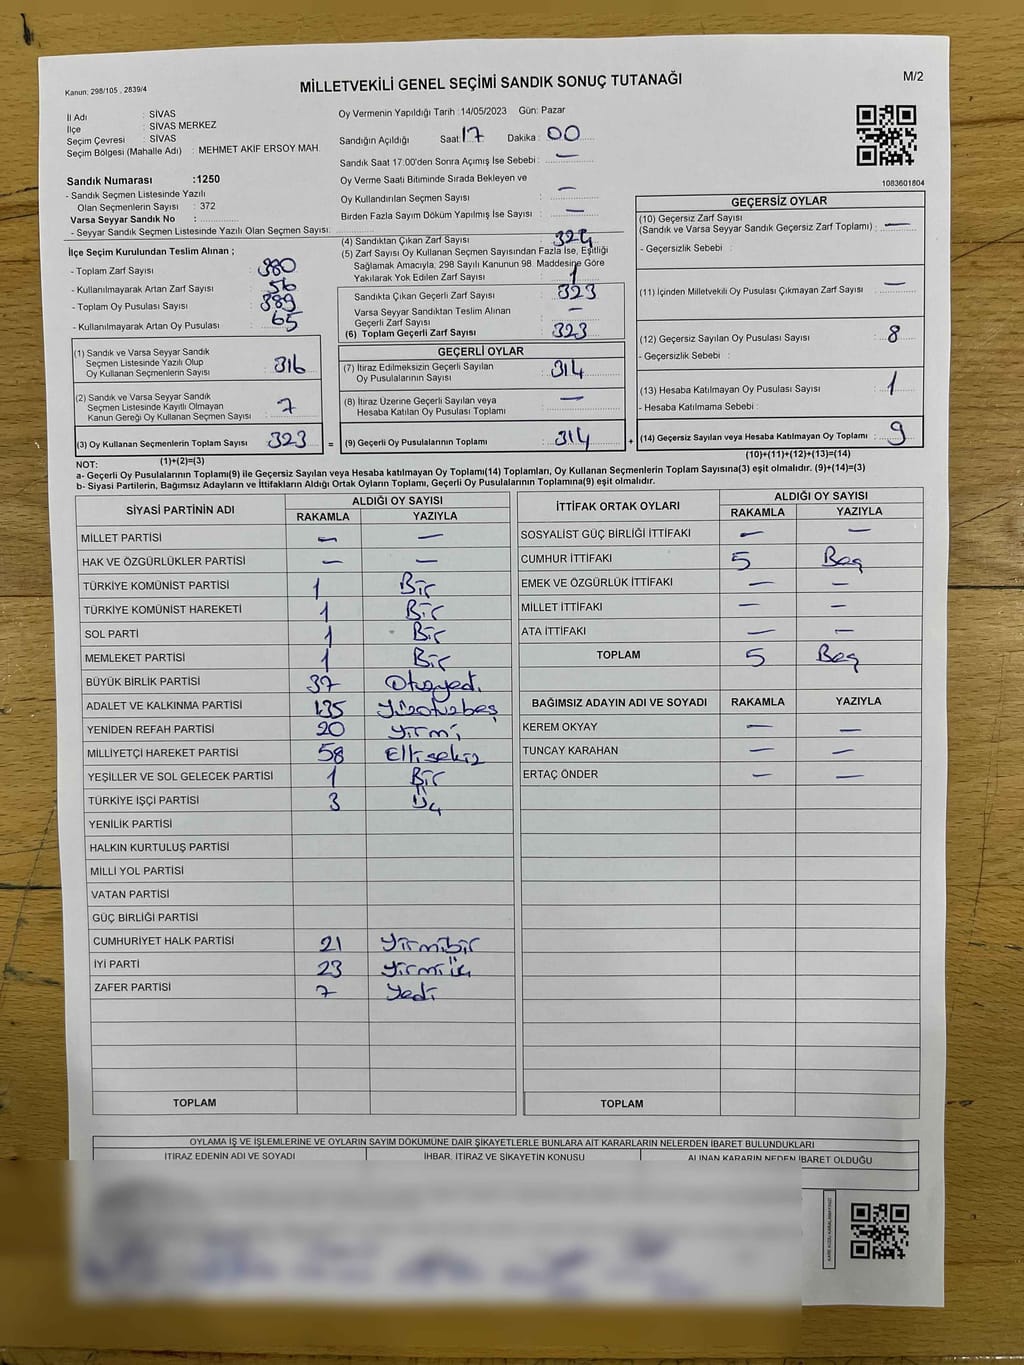 Kanun: 298/105 , 2839/4
MİLLETVEKİLİ GENEL SEÇİMİ SANDIK SONUÇ TUTANAĞI
M/2
İl Adı : SİVAS
İlçe : SİVAS MERKEZ
Seçim Çevresi : SİVAS
Seçim Bölgesi (Mahalle Adı) : MEHMET AKİF ERSOY MAH.
Oy Vermenin Yapıldığı Tarih :14/05/2023 Gün: Pazar
Sandığın Açıldığı Saat: 17 Dakika : 00
Sandık Saat 17:00'den Sonra Açımış İse Sebebi : —
Oy Verme Saati Bitiminde Sırada Bekleyen ve
Oy Kullandırılan Seçmen Sayısı : —
Birden Fazla Sayım Döküm Yapılmış İse Sayısı : —
1083601804
Sandık Numarası :1250
- Sandık Seçmen Listesinde Yazılı
Olan Seçmenlerin Sayısı : 372
Varsa Seyyar Sandık No :
- Seyyar Sandık Seçmen Listesinde Yazılı Olan Seçmen Sayısı:
İlçe Seçim Kurulundan Teslim Alınan ;
- Toplam Zarf Sayısı : 380
- Kullanılmayarak Artan Zarf Sayısı : 56
- Toplam Oy Pusulası Sayısı : 389
- Kullanılmayarak Artan Oy Pusulası : 65
(4) Sandıktan Çıkan Zarf Sayısı : 324
(5) Zarf Sayısı Oy Kullanan Seçmen Sayısından Fazla İse, Eşitliği
Sağlamak Amacıyla, 298 Sayılı Kanunun 98. Maddesine Göre
Yakılarak Yok Edilen Zarf Sayısı : 1
Sandıkta Çıkan Geçerli Zarf Sayısı : 323
Varsa Seyyar Sandıktan Teslim Alınan
Geçerli Zarf Sayısı : —
(6) Toplam Geçerli Zarf Sayısı : 323
GEÇERSİZ OYLAR
(10) Geçersiz Zarf Sayısı
(Sandık ve Varsa Seyyar Sandık Geçersiz Zarf Toplamı) : —
- Geçersizlik Sebebi :
(11) İçinden Milletvekili Oy Pusulası Çıkmayan Zarf Sayısı : —
(12) Geçersiz Sayılan Oy Pusulası Sayısı : 8
- Geçersizlik Sebebi :
(13) Hesaba Katılmayan Oy Pusulası Sayısı : 1
- Hesaba Katılmama Sebebi :
(1) Sandık ve Varsa Seyyar Sandık
Seçmen Listesinde Yazılı Olup
Oy Kullanan Seçmenlerin Sayısı : 316
(2) Sandık ve Varsa Seyyar Sandık
Seçmen Listesinde Kayıtlı Olmayan
Kanun Gereği Oy Kullanan Seçmen Sayısı : 7
GEÇERLİ OYLAR
(7) İtiraz Edilmeksizin Geçerli Sayılan
Oy Pusulalarının Sayısı : 314
(8) İtiraz Üzerine Geçerli Sayılan veya
Hesaba Katılan Oy Pusulası Toplamı : —
(3) Oy Kullanan Seçmenlerin Toplam Sayısı : 323 = (9) Geçerli Oy Pusulalarının Toplamı : 314 + (14) Geçersiz Sayılan veya Hesaba Katılmayan Oy Toplamı : 9
NOT: (1)+(2)=(3) (10)+(11)+(12)+(13)=(14)
a- Geçerli Oy Pusulalarının Toplamı(9) ile Geçersiz Sayılan veya Hesaba katılmayan Oy Toplamı(14) Toplamları, Oy Kullanan Seçmenlerin Toplam Sayısına(3) eşit olmalıdır. (9)+(14)=(3)
b- Siyasi Partilerin, Bağımsız Adayların ve İttifakların Aldığı Ortak Oyların Toplamı, Geçerli Oy Pusulalarının Toplamına(9) eşit olmalıdır.
SİYASİ PARTİNİN ADI ALDIĞI OY SAYISI
RAKAMLA YAZIYLA
MİLLET PARTİSİ — —
HAK VE ÖZGÜRLÜKLER PARTİSİ — —
TÜRKİYE KOMÜNİST PARTİSİ 1 Bir
TÜRKİYE KOMÜNİST HAREKETİ 1 Bir
SOL PARTİ 1 Bir
MEMLEKET PARTİSİ 1 Bir
BÜYÜK BİRLİK PARTİSİ 37 Otuzyedi
ADALET VE KALKINMA PARTİSİ 135 Yüzotuzbeş
YENİDEN REFAH PARTİSİ 20 Yirmi
MİLLİYETÇİ HAREKET PARTİSİ 58 Ellisekiz
YEŞİLLER VE SOL GELECEK PARTİSİ 1 Bir
TÜRKİYE İŞÇİ PARTİSİ 3 Üç
YENİLİK PARTİSİ
HALKIN KURTULUŞ PARTİSİ
MİLLİ YOL PARTİSİ
VATAN PARTİSİ
GÜÇ BİRLİĞİ PARTİSİ
CUMHURİYET HALK PARTİSİ 21 Yirmibir
İYİ PARTİ 23 Yirmiüç
ZAFER PARTİSİ 7 Yedi
TOPLAM
İTTİFAK ORTAK OYLARI ALDIĞI OY SAYISI
RAKAMLA YAZIYLA
SOSYALİST GÜÇ BİRLİĞİ İTTİFAKI — —
CUMHUR İTTİFAKI 5 Beş
EMEK VE ÖZGÜRLÜK İTTİFAKI — —
MİLLET İTTİFAKI — —
ATA İTTİFAKI — —
TOPLAM 5 Beş
BAĞIMSIZ ADAYIN ADI VE SOYADI RAKAMLA YAZIYLA
KEREM OKYAY — —
TUNCAY KARAHAN — —
ERTAÇ ÖNDER — —
TOPLAM
OYLAMA İŞ VE İŞLEMLERİNE VE OYLARIN SAYIM DÖKÜMÜNE DAİR ŞİKAYETLERLE BUNLARA AİT KARARLARIN NELERDEN İBARET BULUNDUKLARI
İTİRAZ EDENİN ADI VE SOYADI İHBAR, İTİRAZ VE ŞİKAYETİN KONUSU ALINAN KARARIN NEDEN İBARET OLDUĞU